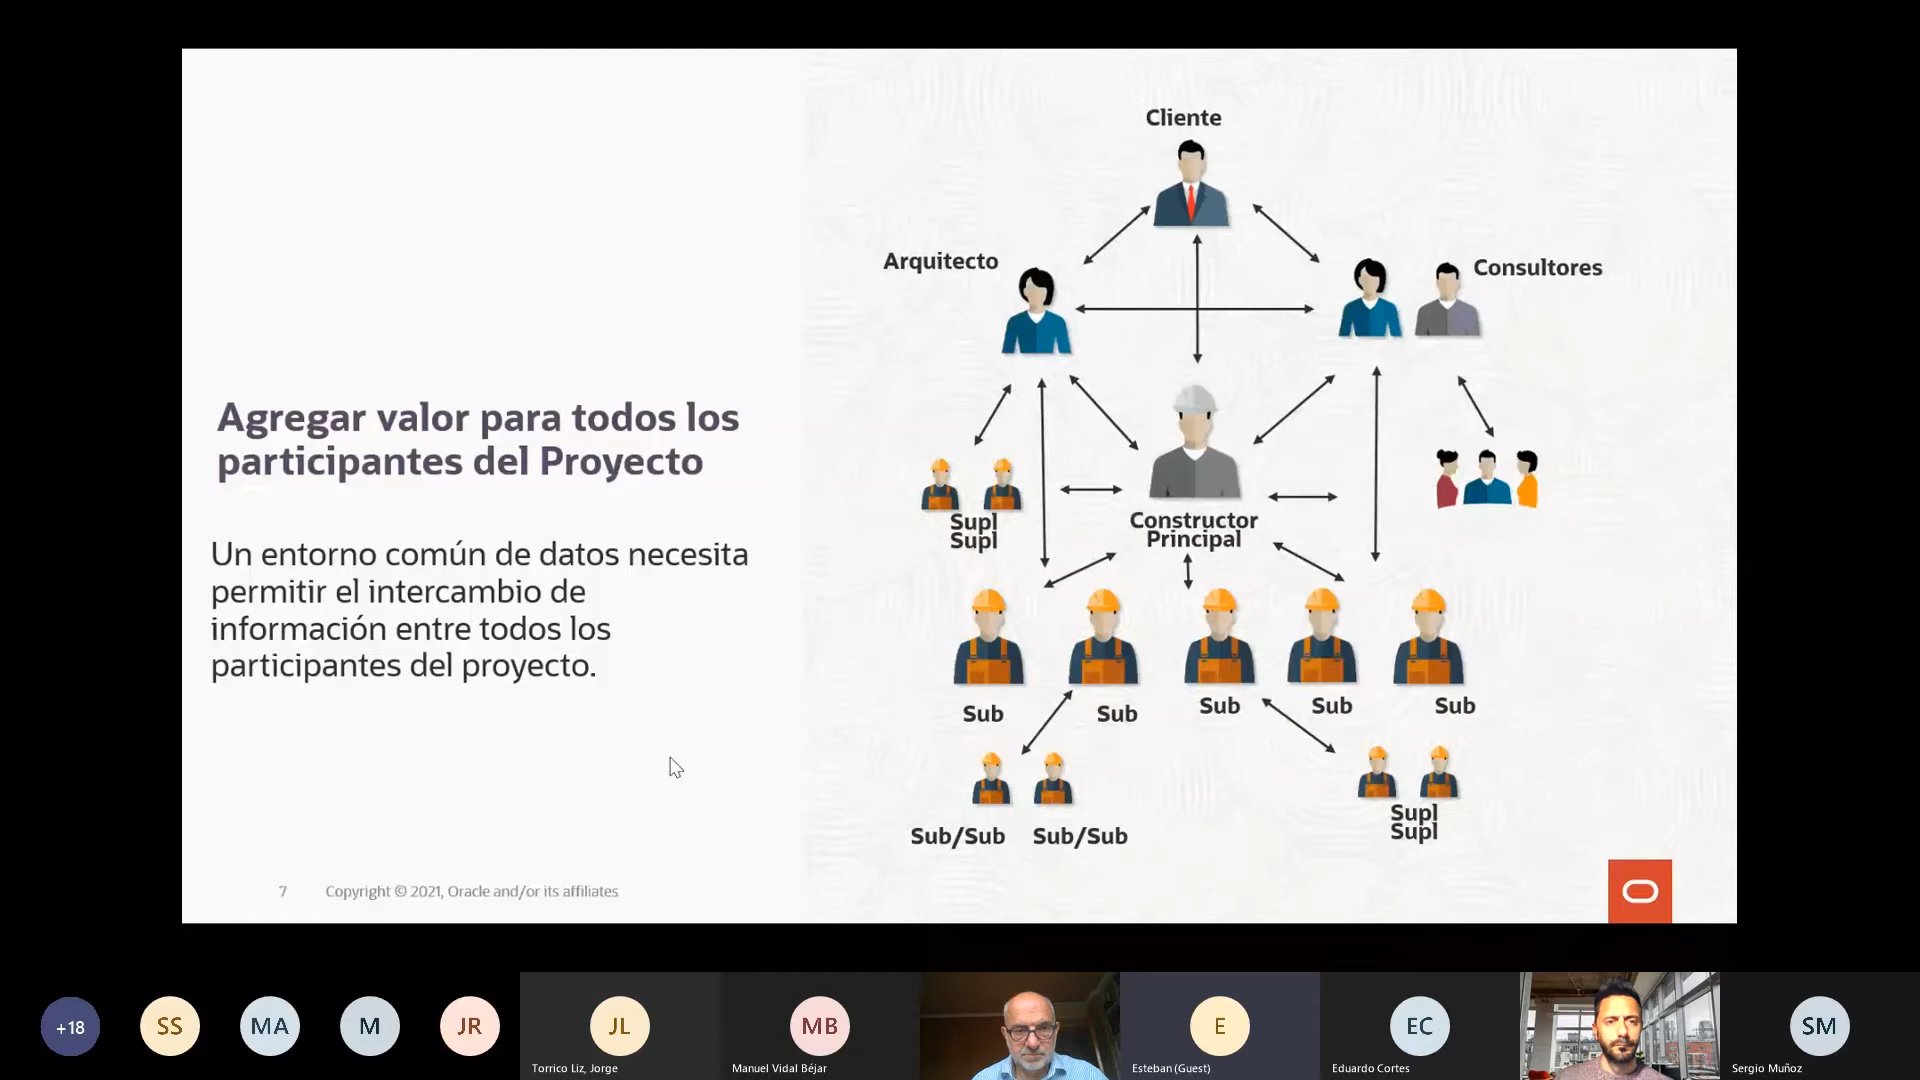 Cliente
Arquitecto
Consultores
Agregar valor para todos los
participantes del Proyecto
Supl
Supl
Constructor
Principal
Un entorno común de datos necesita
permitir el intercambio de
información entre todos los
participantes del proyecto.
Sub
Sub
Sub
Sub
Sub
Sub/Sub
Sub/Sub
Supl
Supl
7
Copyright © 2021, Oracle and/or its affiliates
+18
SS
MA
M
JR
JL
MB
E
EC
SM
Torrico Liz, Jorge
Manuel Vidal Béjar
Esteban (Guest)
Eduardo Cortes
Sergio Muñoz